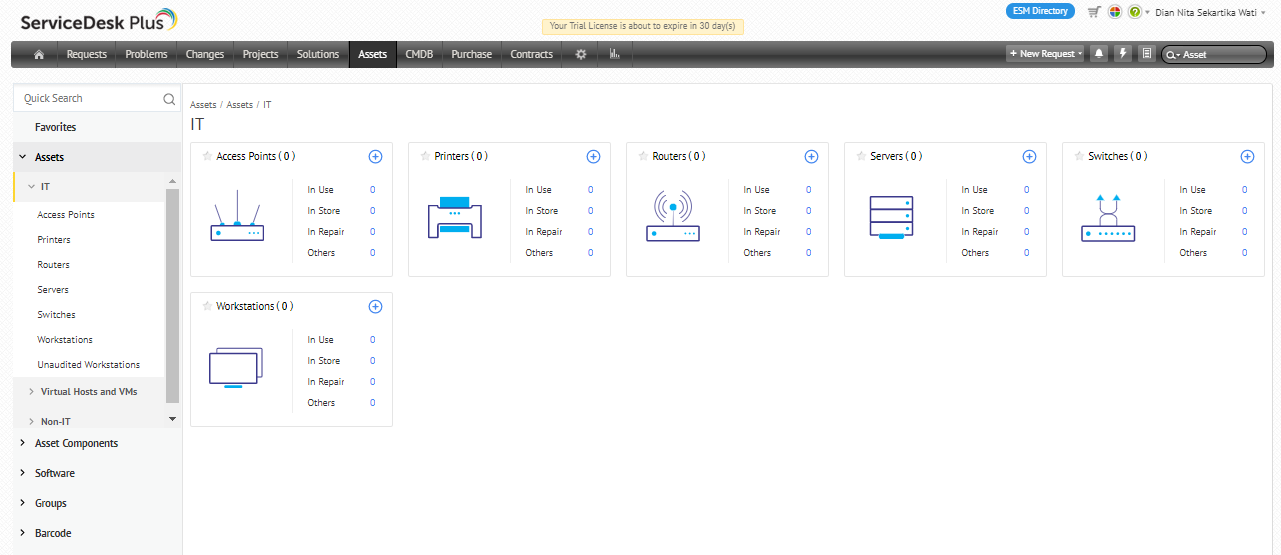 ServiceDesk Plus
Your Trial License is about to expire in 30 day(s)
ESM Directory
Dian Nita Sekartika Wati
Requests Problems Changes Projects Solutions Assets CMDB Purchase Contracts
+ New Request
Asset
Quick Search
Favorites
Assets
IT
Access Points
Printers
Routers
Servers
Switches
Workstations
Unaudited Workstations
Virtual Hosts and VMs
Non-IT
Asset Components
Software
Groups
Barcode
Assets / Assets / IT
IT
Access Points ( 0 )
In Use 0
In Store 0
In Repair 0
Others 0
Printers ( 0 )
In Use 0
In Store 0
In Repair 0
Others 0
Routers ( 0 )
In Use 0
In Store 0
In Repair 0
Others 0
Servers ( 0 )
In Use 0
In Store 0
In Repair 0
Others 0
Switches ( 0 )
In Use 0
In Store 0
In Repair 0
Others 0
Workstations ( 0 )
In Use 0
In Store 0
In Repair 0
Others 0